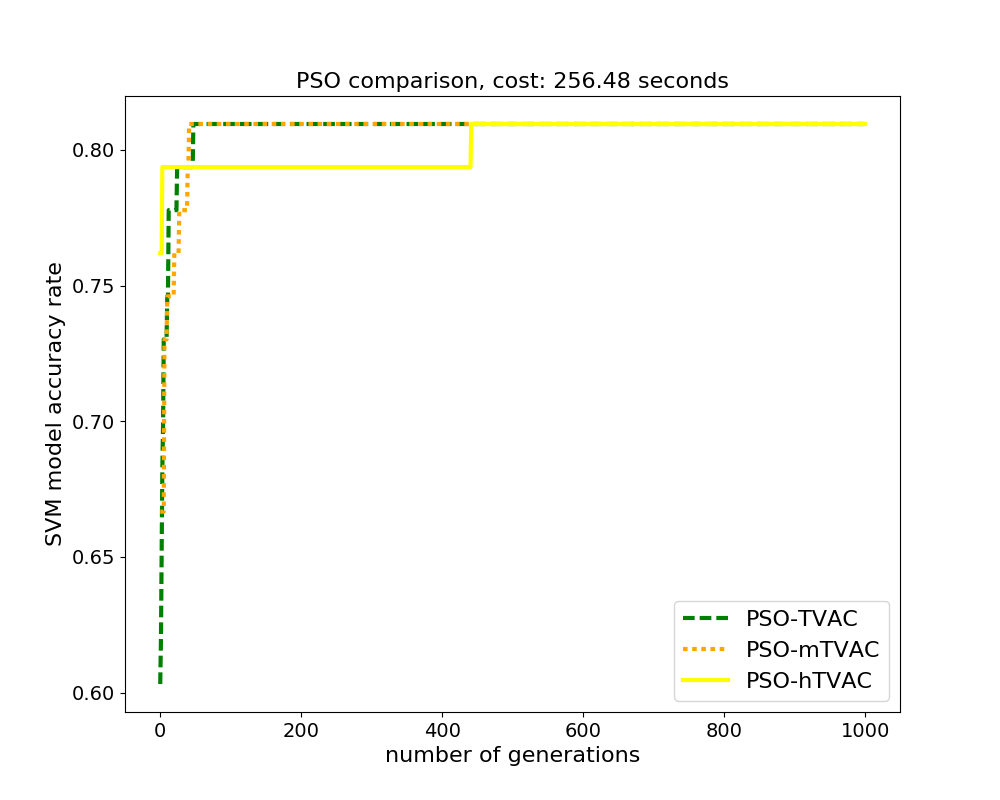 PSO comparison, cost: 256.48 seconds
SVM model accuracy rate
0.80
0.75
0.70
0.65
0.60
0 200 400 600 800 1000
number of generations
PSO-TVAC
PSO-mTVAC
PSO-hTVAC